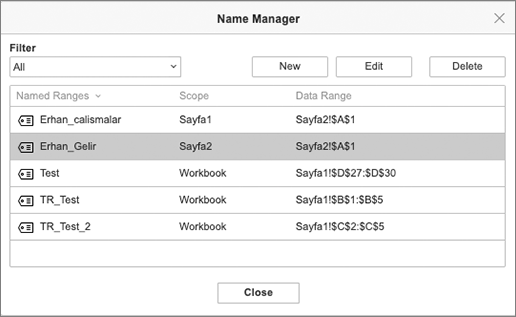 Name Manager
Filter
All
New Edit Delete
Named Ranges Scope Data Range
Erhan_calismalar Sayfa1 Sayfa2!$A$1
Erhan_Gelir Sayfa2 Sayfa2!$A$1
Test Workbook Sayfa1!$D$27:$D$30
TR_Test Workbook Sayfa1!$B$1:$B$5
TR_Test_2 Workbook Sayfa1!$C$2:$C$5
Close